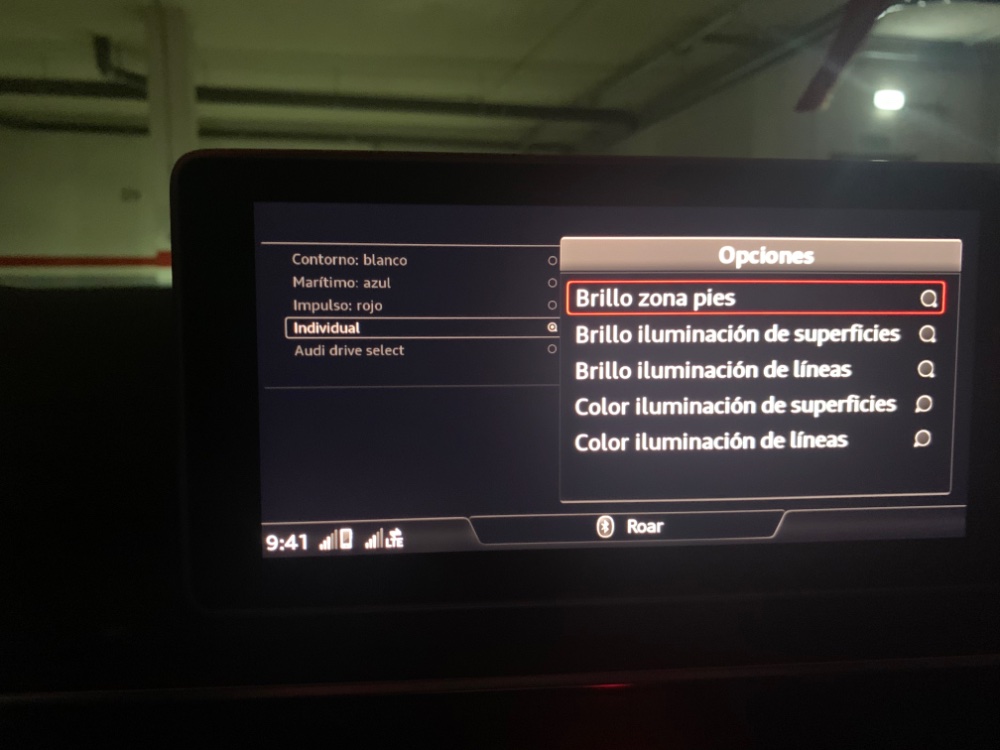 Contorno: blanco
Marítimo: azul
Impulso: rojo
Individual
Audi drive select
Opciones
Brillo zona pies
Brillo iluminación de superficies
Brillo iluminación de líneas
Color iluminación de superficies
Color iluminación de líneas
9:41 LTE
Roar